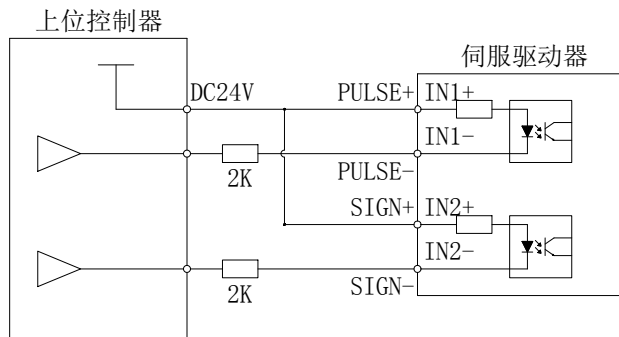 上位控制器
伺服驱动器
DC24V
PULSE+ IN1+
IN1-
2K
PULSE-
SIGN+ IN2+
IN2-
2K
SIGN-